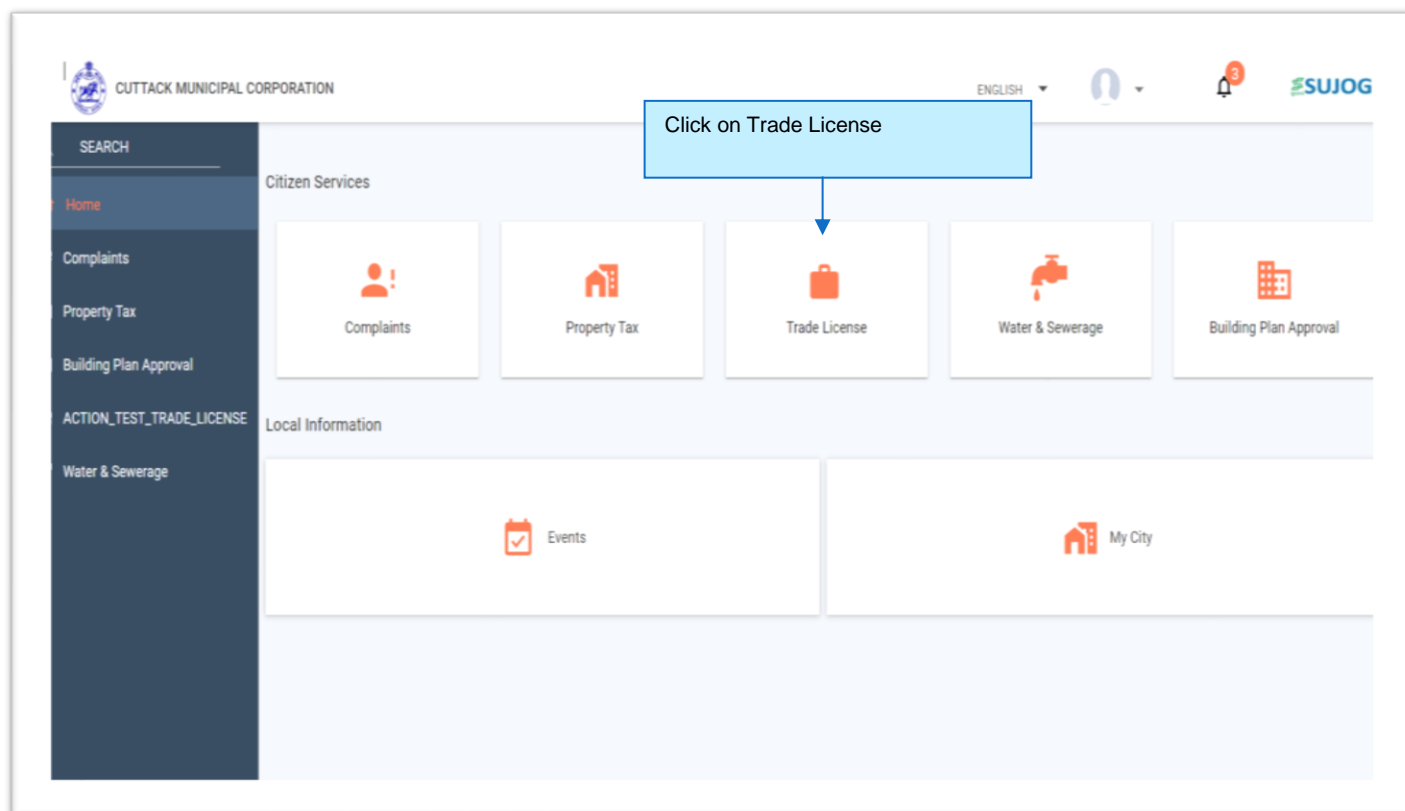 CUTTACK MUNICIPAL CORPORATION
ENGLISH
3
SUJOG
Click on Trade License
SEARCH
Home
Complaints
Property Tax
Building Plan Approval
ACTION_TEST_TRADE_LICENSE
Water & Sewerage
Citizen Services
Complaints
Property Tax
Trade License
Water & Sewerage
Building Plan Approval
Local Information
Events
My City